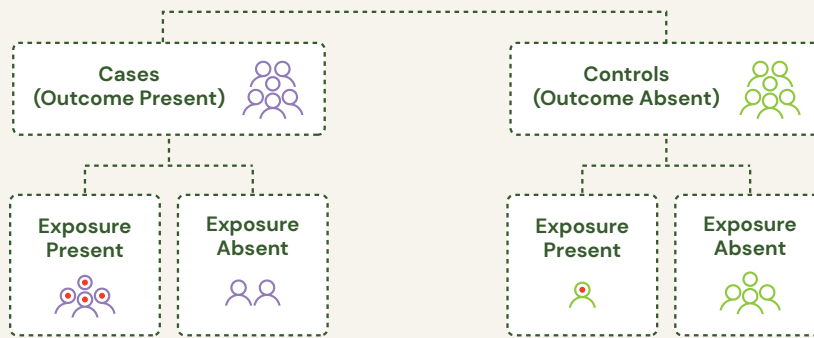 Cases
(Outcome Present)
Controls
(Outcome Absent)
Exposure
Present
Exposure
Absent
Exposure
Present
Exposure
Absent